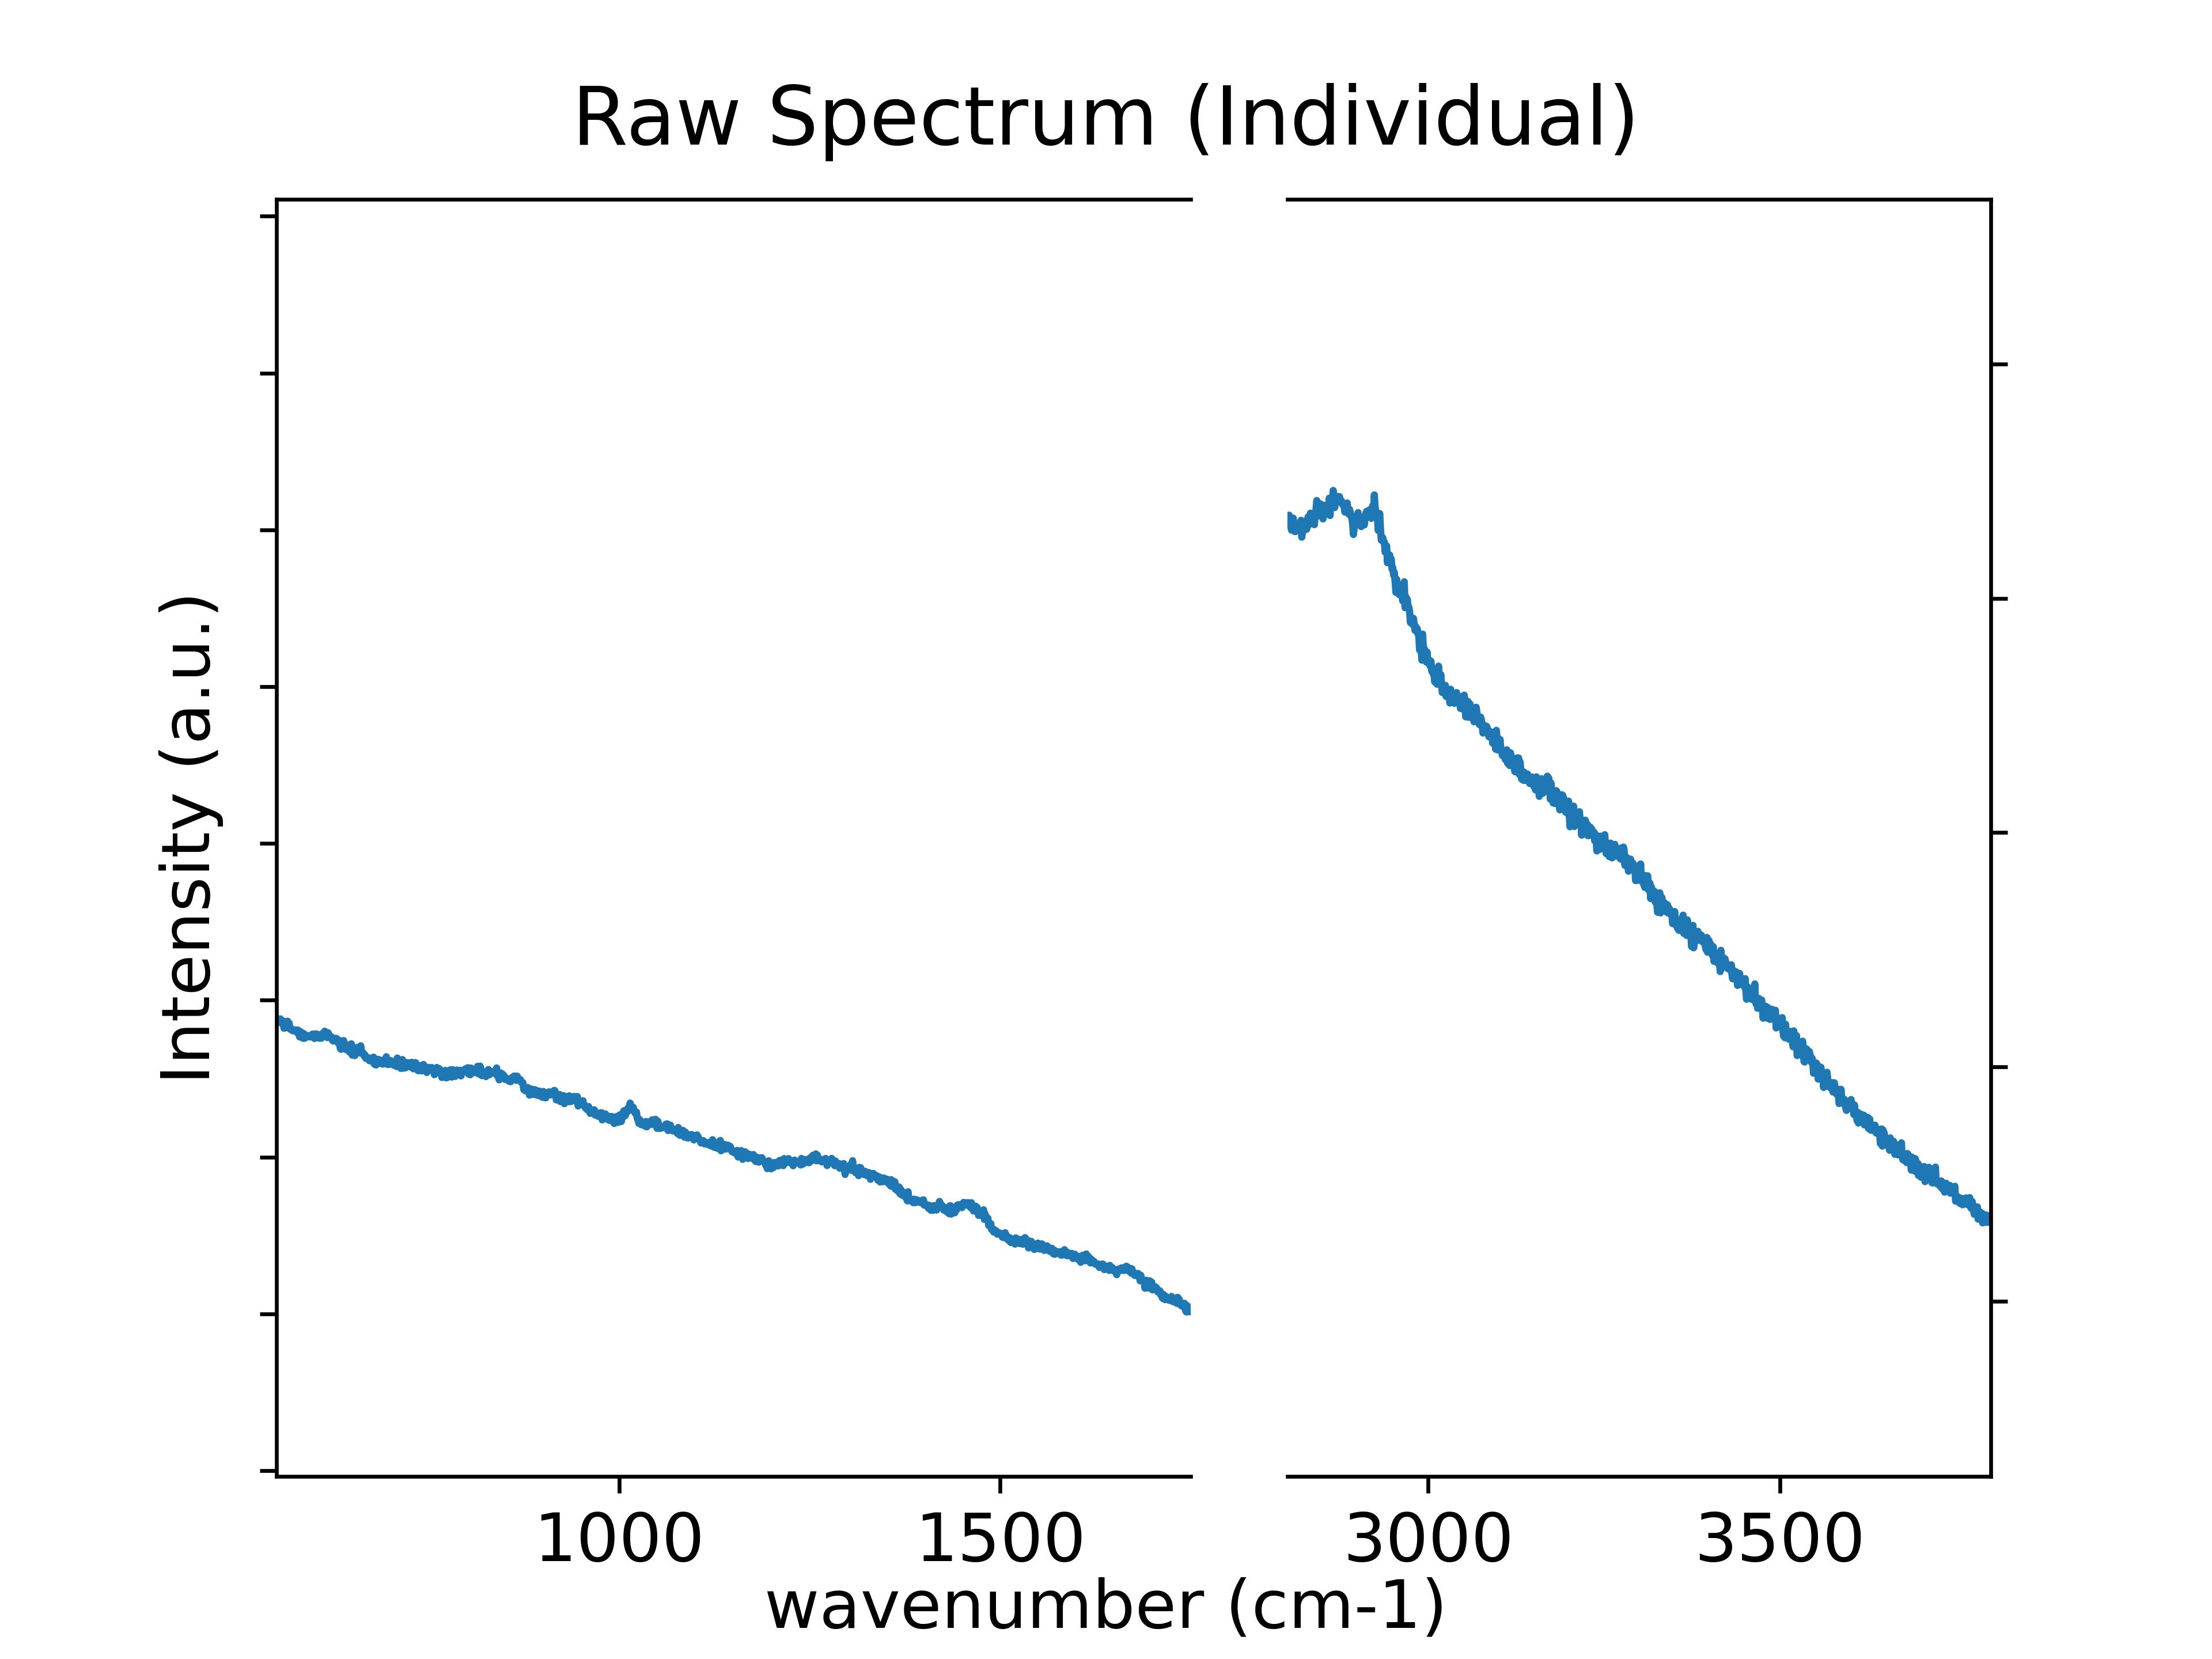 Raw Spectrum (Individual)
Intensity (a.u.)
1000 1500 3000 3500
wavenumber (cm-1)